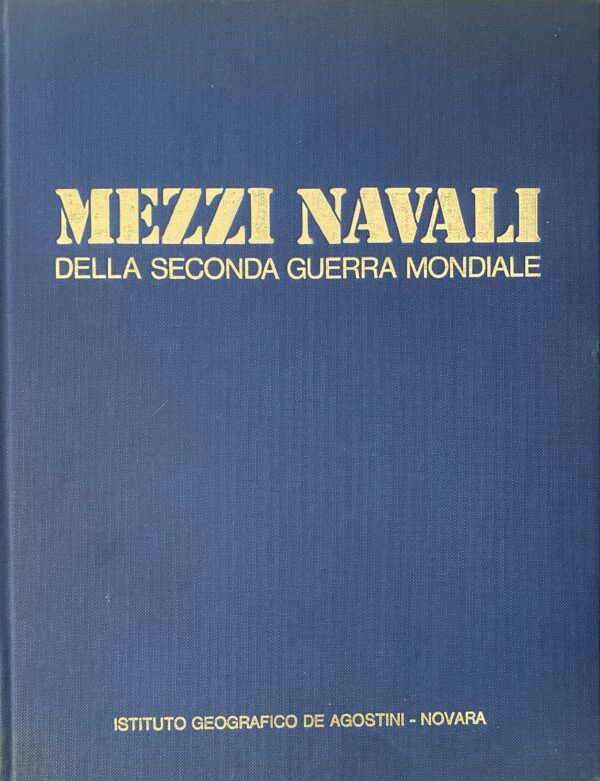 MEZZI NAVALI
DELLA SECONDA GUERRA MONDIALE
ISTITUTO GEOGRAFICO DE AGOSTINI - NOVARA